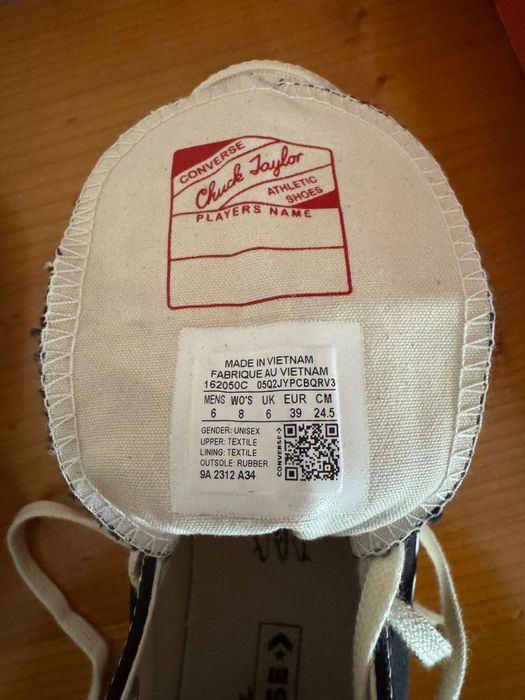 CONVERSE
Chuck Taylor
ATHLETIC
SHOES
PLAYERS NAME
MADE IN VIETNAM
FABRIQUE AU VIETNAM
162050C 05Q2JYPCBQRV3
MENS WO'S UK EUR CM
6 8 6 39 24.5
GENDER: UNISEX
UPPER: TEXTILE
LINING: TEXTILE
OUTSOLE: RUBBER
9A 2312 A34
CONVERSE